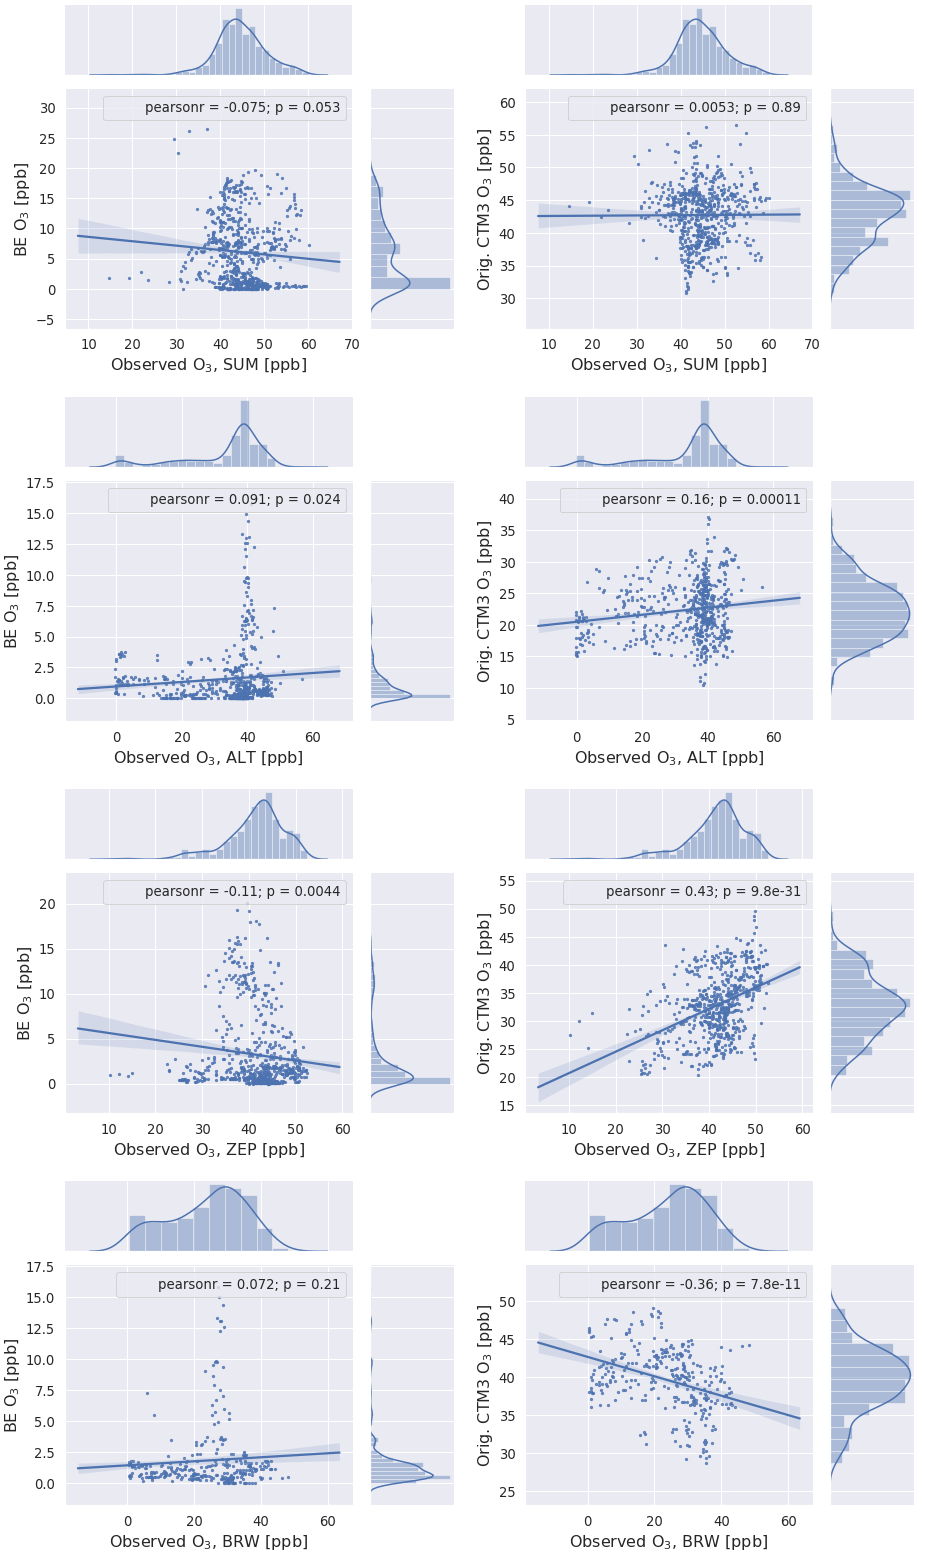 pearsonr = -0.075; p = 0.053
30
25
20
15
10
5
0
−5
BE O₃ [ppb]
10 20 30 40 50 60 70
Observed O₃, SUM [ppb]
pearsonr = 0.0053; p = 0.89
60
55
50
45
40
35
30
Orig. CTM3 O₃ [ppb]
10 20 30 40 50 60 70
Observed O₃, SUM [ppb]
pearsonr = 0.091; p = 0.024
17.5
15.0
12.5
10.0
7.5
5.0
2.5
0.0
BE O₃ [ppb]
0 20 40 60
Observed O₃, ALT [ppb]
pearsonr = 0.16; p = 0.00011
40
35
30
25
20
15
10
5
Orig. CTM3 O₃ [ppb]
0 20 40 60
Observed O₃, ALT [ppb]
pearsonr = -0.11; p = 0.0044
20
15
10
5
0
BE O₃ [ppb]
10 20 30 40 50 60
Observed O₃, ZEP [ppb]
pearsonr = 0.43; p = 9.8e-31
55
50
45
40
35
30
25
20
15
Orig. CTM3 O₃ [ppb]
10 20 30 40 50 60
Observed O₃, ZEP [ppb]
pearsonr = 0.072; p = 0.21
17.5
15.0
12.5
10.0
7.5
5.0
2.5
0.0
BE O₃ [ppb]
0 20 40 60
Observed O₃, BRW [ppb]
pearsonr = -0.36; p = 7.8e-11
50
45
40
35
30
25
Orig. CTM3 O₃ [ppb]
0 20 40 60
Observed O₃, BRW [ppb]